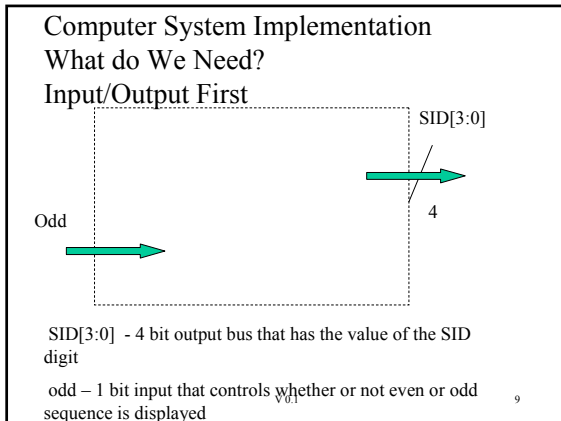 Computer System Implementation
What do We Need?
Input/Output First
SID[3:0]
4
Odd
SID[3:0] - 4 bit output bus that has the value of the SID
digit
odd – 1 bit input that controls whether or not even or odd
sequence is displayed
V 0.1
9